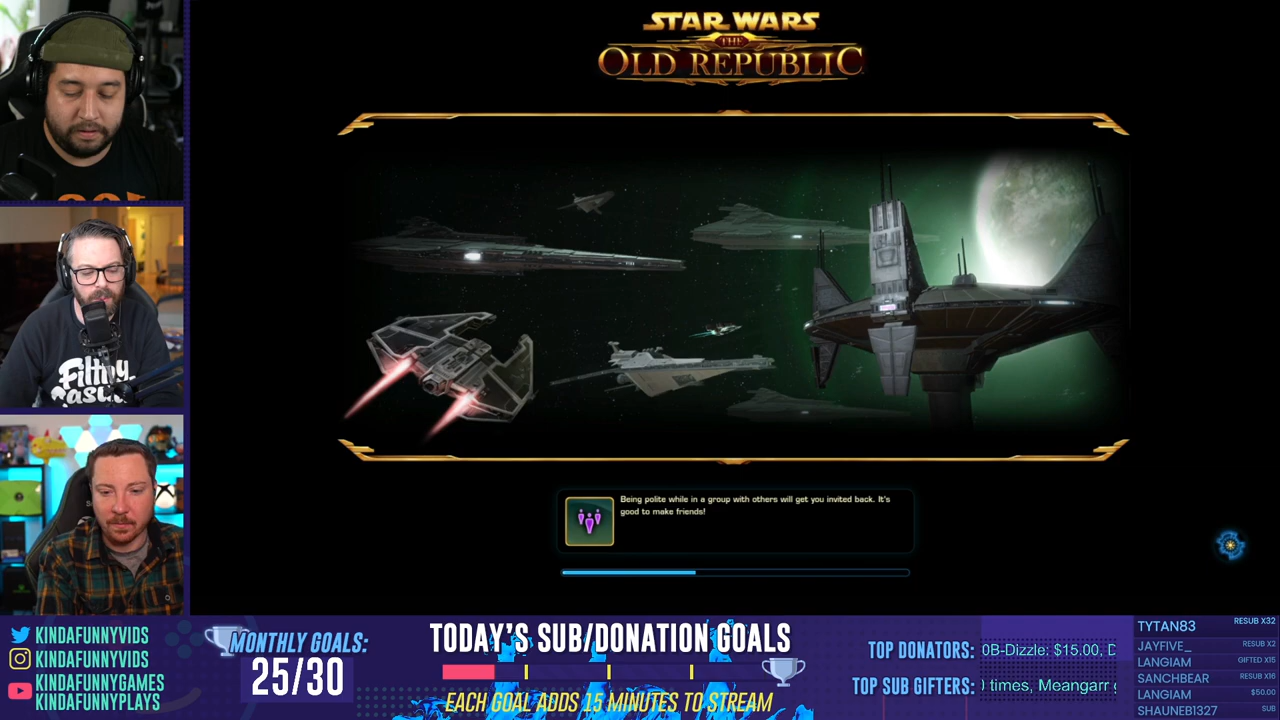 STAR WARS
THE
OLD REPUBLIC
Filthy
Casu
Being polite while in a group with others will get you invited back. It's
good to make friends!
KINDAFUNNYVIDS
KINDAFUNNYVIDS
KINDAFUNNYGAMES
KINDAFUNNYPLAYS
MONTHLY GOALS:
25/30
TODAY'S SUB/DONATION GOALS
EACH GOAL ADDS 15 MINUTES TO STREAM
TOP DONATORS:
0B-Dizzle: $15.00, D
TOP SUB GIFTERS:
) times, Meangarr
TYTAN83 RESUB X32
JAYFIVE_ RESUB X2
LANGIAM GIFTED X15
SANCHBEAR RESUB X16
LANGIAM $50.00
SHAUNEB1327 SUB